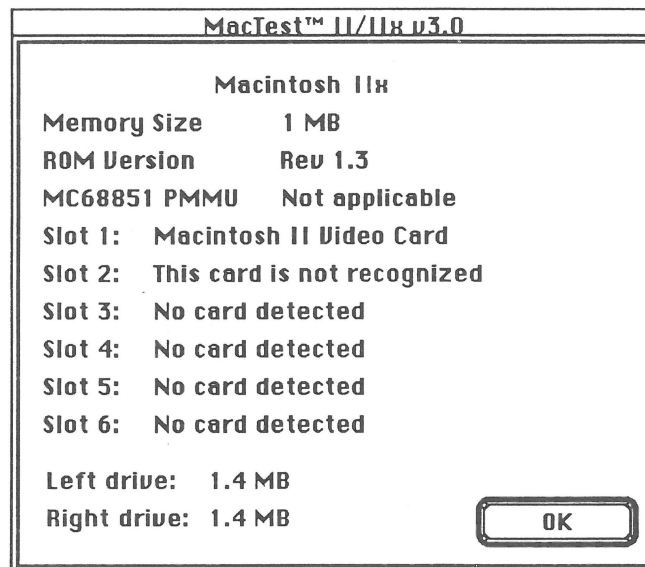 MacTest™ II/IIx v3.0
Macintosh IIx
Memory Size 1 MB
ROM Version Rev 1.3
MC68851 PMMU Not applicable
Slot 1: Macintosh II Video Card
Slot 2: This card is not recognized
Slot 3: No card detected
Slot 4: No card detected
Slot 5: No card detected
Slot 6: No card detected
Left drive: 1.4 MB
Right drive: 1.4 MB
OK